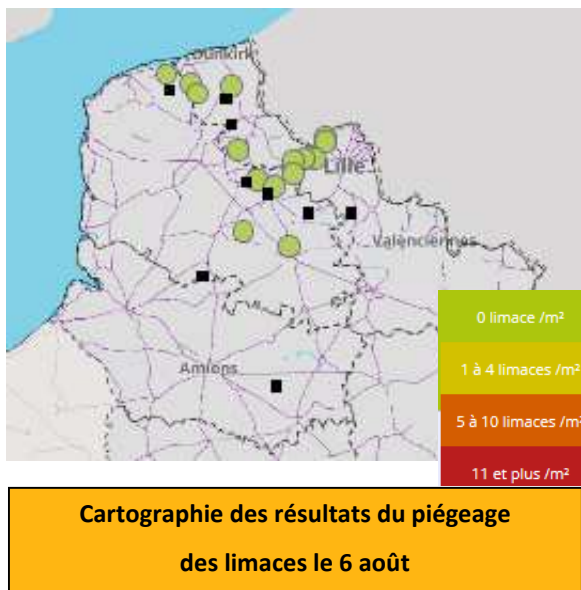 Dunkirk
Lille
Valenciennes
Amiens
0 limace /m²
1 à 4 limaces /m²
5 à 10 limaces /m²
11 et plus /m²
Cartographie des résultats du piégeage
des limaces le 6 août